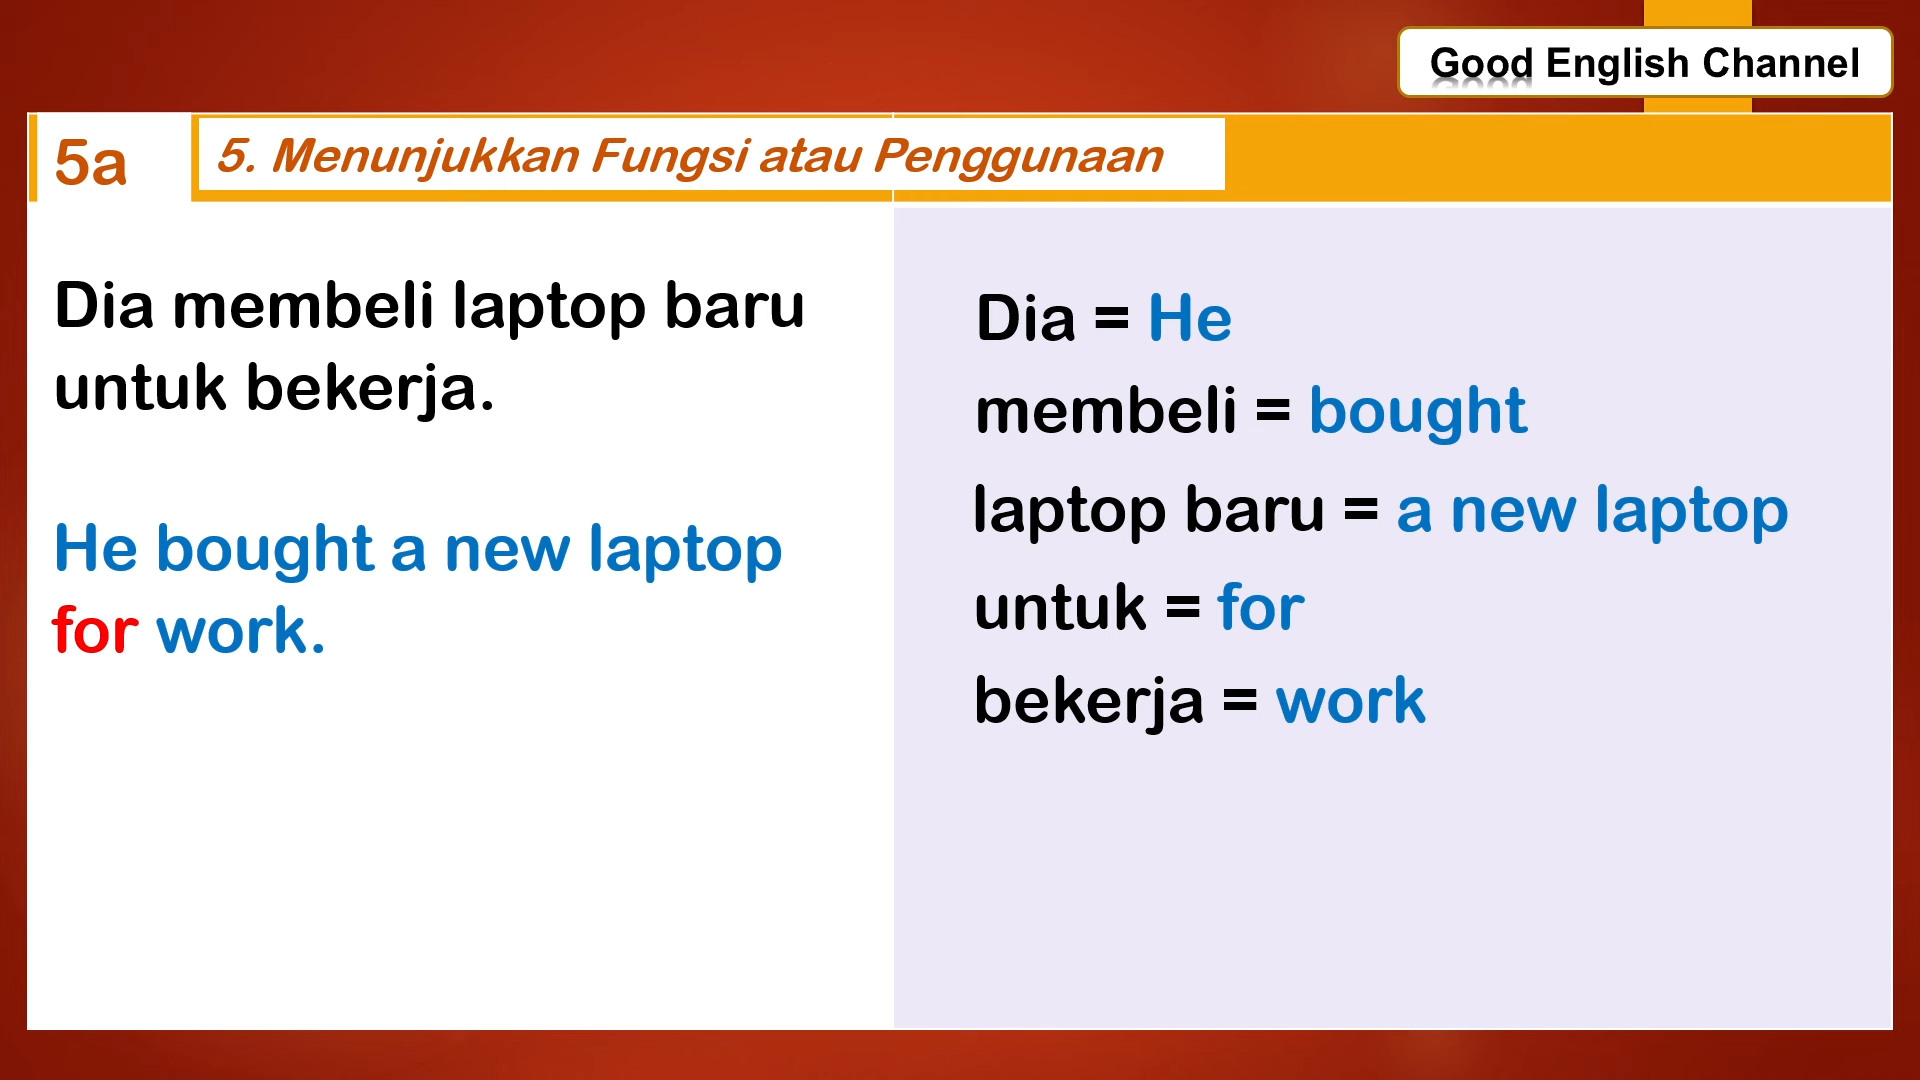 Good English Channel
5a
5. Menunjukkan Fungsi atau Penggunaan
Dia membeli laptop baru
untuk bekerja.
He bought a new laptop
for work.
Dia = He
membeli = bought
laptop baru = a new laptop
untuk = for
bekerja = work